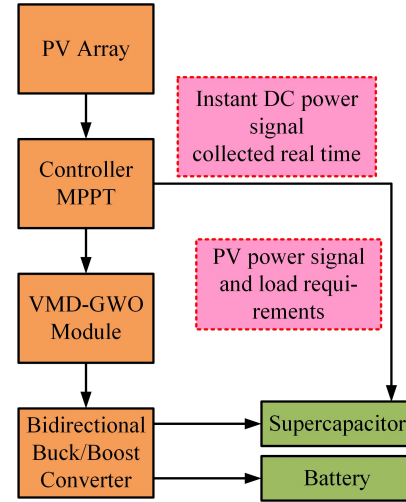 PV Array
Instant DC power
signal
collected real time
Controller
MPPT
PV power signal
and load requi-
rements
VMD-GWO
Module
Bidirectional
Buck/Boost
Converter
Supercapacitor
Battery